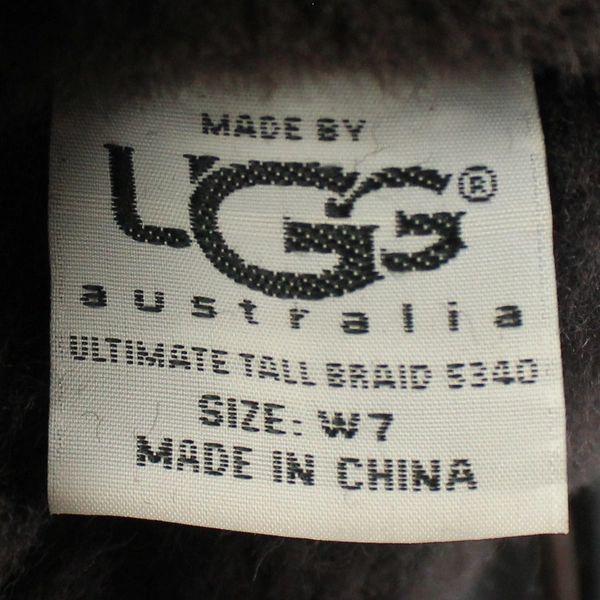 MADE BY
UGG®
australia
ULTIMATE TALL BRAID 5340
SIZE: W7
MADE IN CHINA